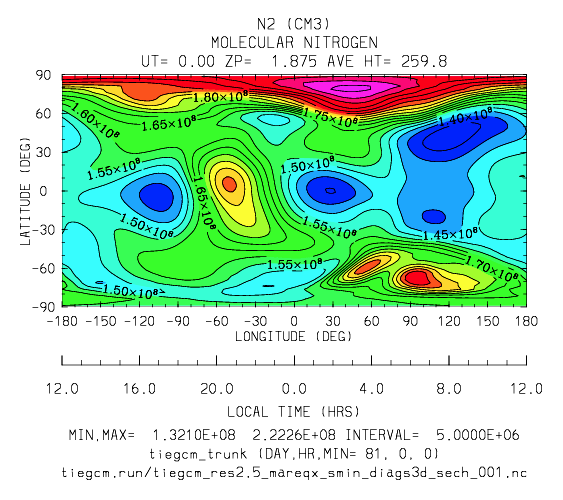 N2 (CM3)
MOLECULAR NITROGEN
UT= 0.00 ZP= 1.875 AVE HT= 259.8
90
60
30
0
-30
-60
-90
LATITUDE (DEG)
1.80×10⁸
1.75×10⁸
1.60×10⁸
1.65×10⁸
1.40×10⁸
1.55×10⁸
1.50×10⁸
1.65×10⁸
1.50×10⁸
1.55×10⁸
1.45×10⁸
1.55×10⁸
1.70×10⁸
1.50×10⁸
-180 -150 -120 -90 -60 -30 0 30 60 90 120 150 180
LONGITUDE (DEG)
12.0 16.0 20.0 0.0 4.0 8.0 12.0
LOCAL TIME (HRS)
MIN,MAX= 1.3210E+08 2.2226E+08 INTERVAL= 5.0000E+06
tiegcm_trunk (DAY,HR,MIN= 81, 0, 0)
tiegcm.run/tiegcm_res2.5_mareqx_smin_diags3d_sech_001.nc